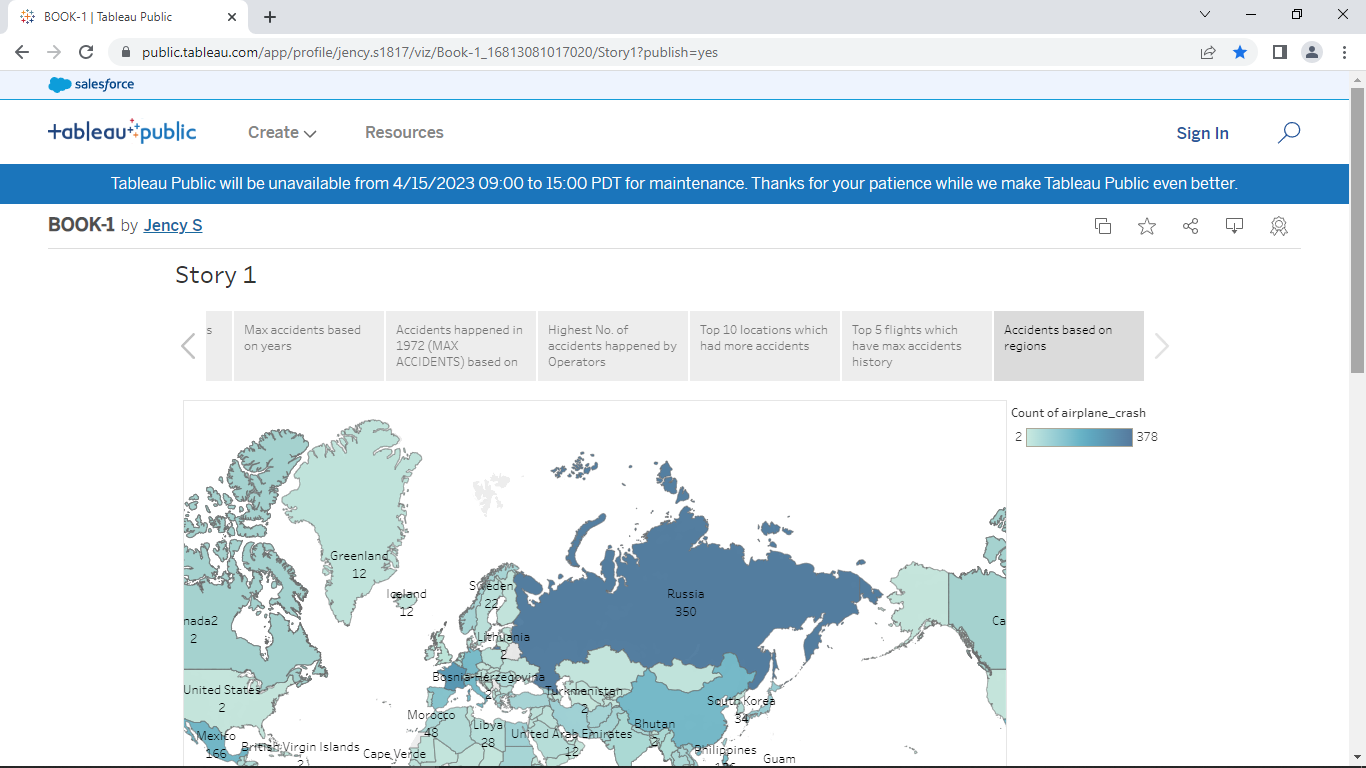 BOOK-1 | Tableau Public
public.tableau.com/app/profile/jency.s1817/viz/Book-1_16813081017020/Story1?publish=yes
salesforce
+ableau+public
Create
Resources
Sign In
Tableau Public will be unavailable from 4/15/2023 09:00 to 15:00 PDT for maintenance. Thanks for your patience while we make Tableau Public even better.
BOOK-1 by Jency S
Story 1
s
Max accidents based
on years
Accidents happened in
1972 (MAX
ACCIDENTS) based on
Highest No. of
accidents happened by
Operators
Top 10 locations which
had more accidents
Top 5 flights which
have max accidents
history
Accidents based on
regions
Count of airplane_crash
2 378
Greenland
12
Iceland
12
Sweden
22
Russia
350
nada2
2
Ca
Lithuania
2
Bosnia-Herzegovina
2
United States
2
Turkmenistan
2
South Korea
34
Morocco
48
Libya
28
Bhutan
2
Mexico
166
British Virgin Islands
2
Cape Verde
United Arab Emirates
12
Philippines
Guam